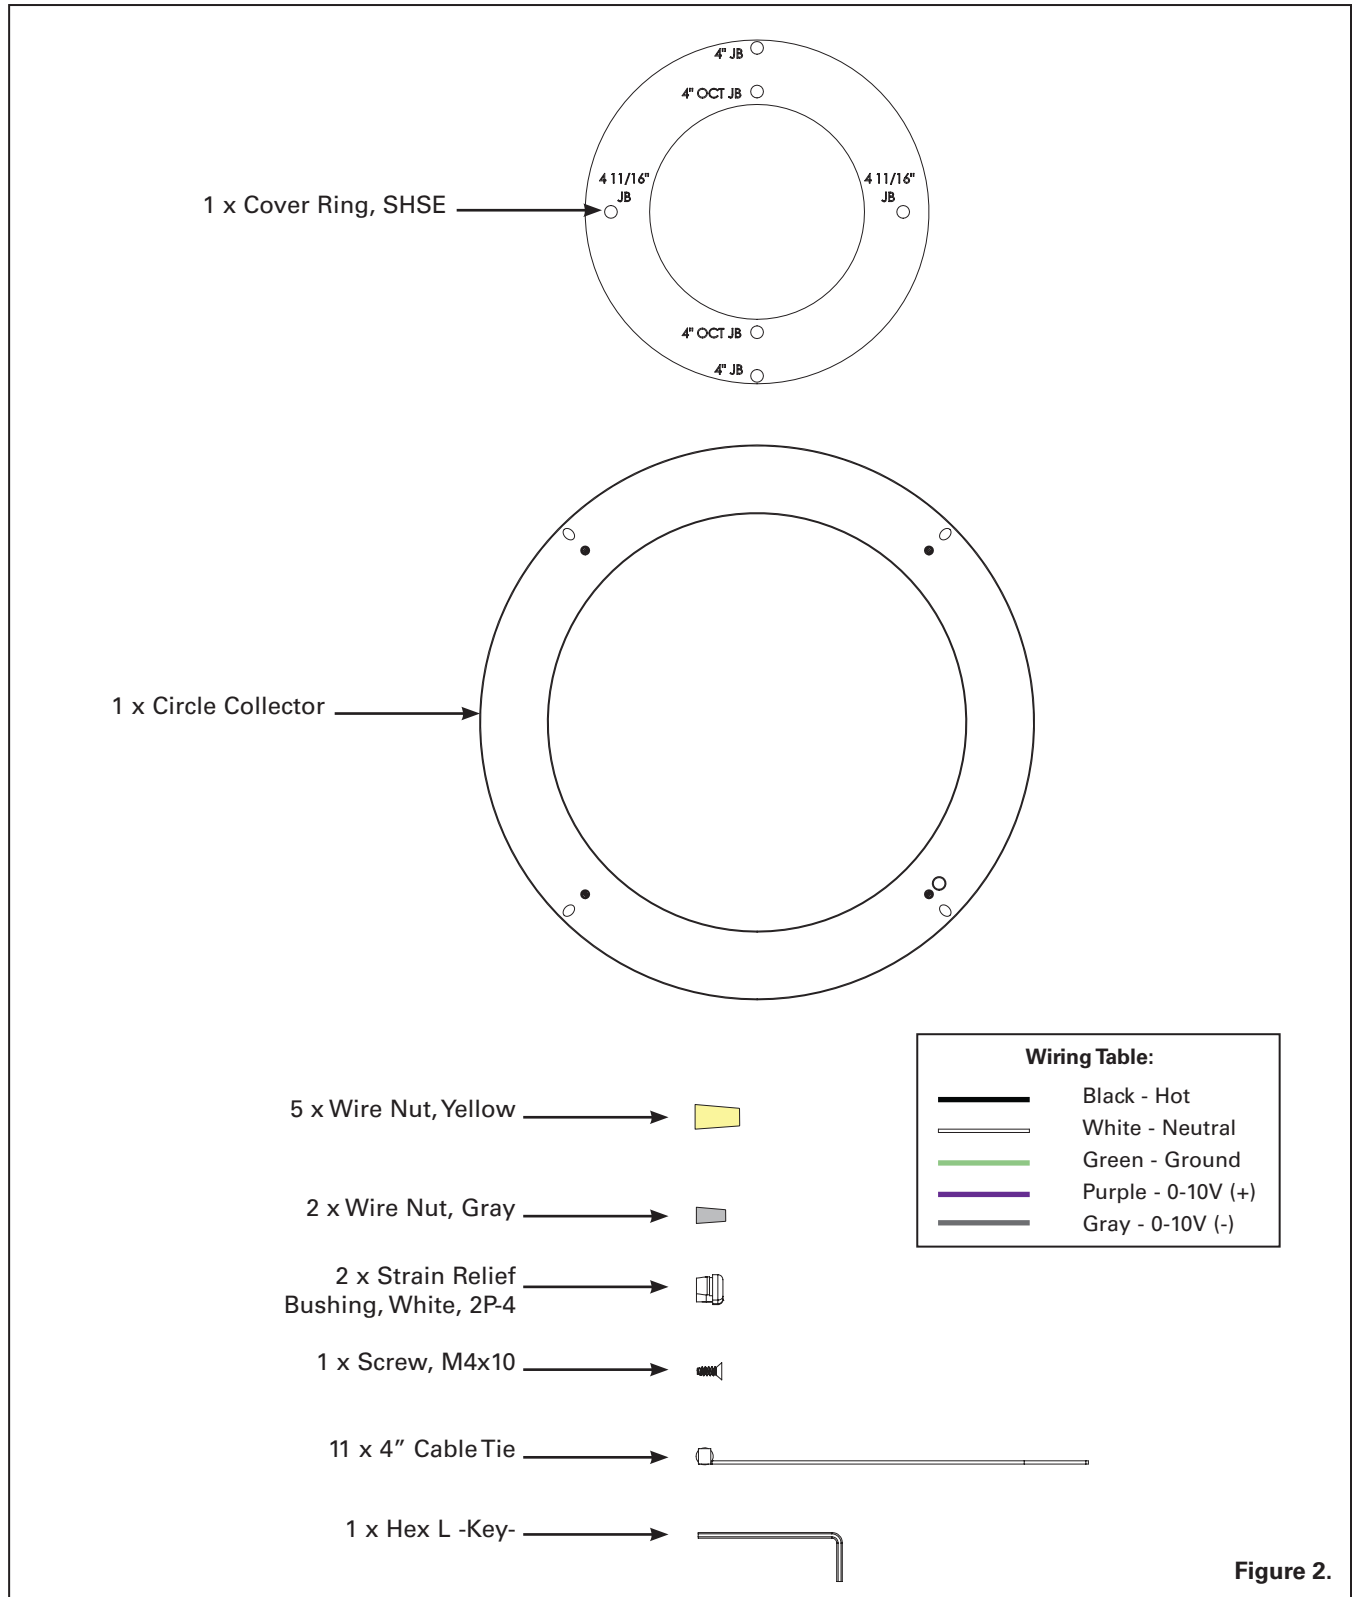 4" JB
4" OCT JB
4 11/16"
JB
4 11/16"
JB
1 x Cover Ring, SHSE
4" OCT JB
4" JB
1 x Circle Collector
Wiring Table:
Black - Hot
White - Neutral
Green - Ground
Purple - 0-10V (+)
Gray - 0-10V (-)
5 x Wire Nut, Yellow
2 x Wire Nut, Gray
2 x Strain Relief
Bushing, White, 2P-4
1 x Screw, M4x10
11 x 4” Cable Tie
1 x Hex L -Key-
Figure 2.